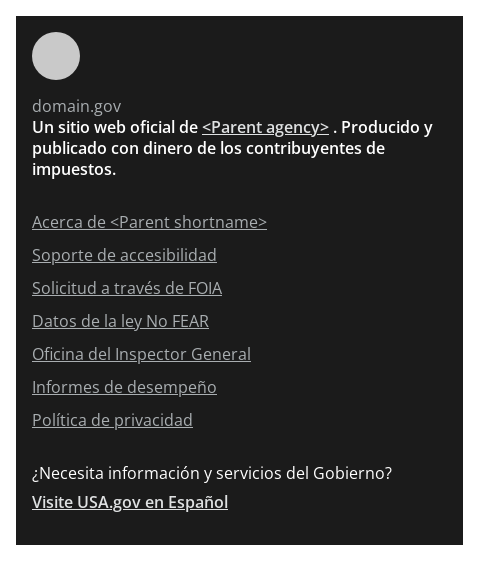 domain.gov
Un sitio web oficial de <Parent agency> . Producido y
publicado con dinero de los contribuyentes de
impuestos.
Acerca de <Parent shortname>
Soporte de accesibilidad
Solicitud a través de FOIA
Datos de la ley No FEAR
Oficina del Inspector General
Informes de desempeño
Política de privacidad
¿Necesita información y servicios del Gobierno?
Visite USA.gov en Español